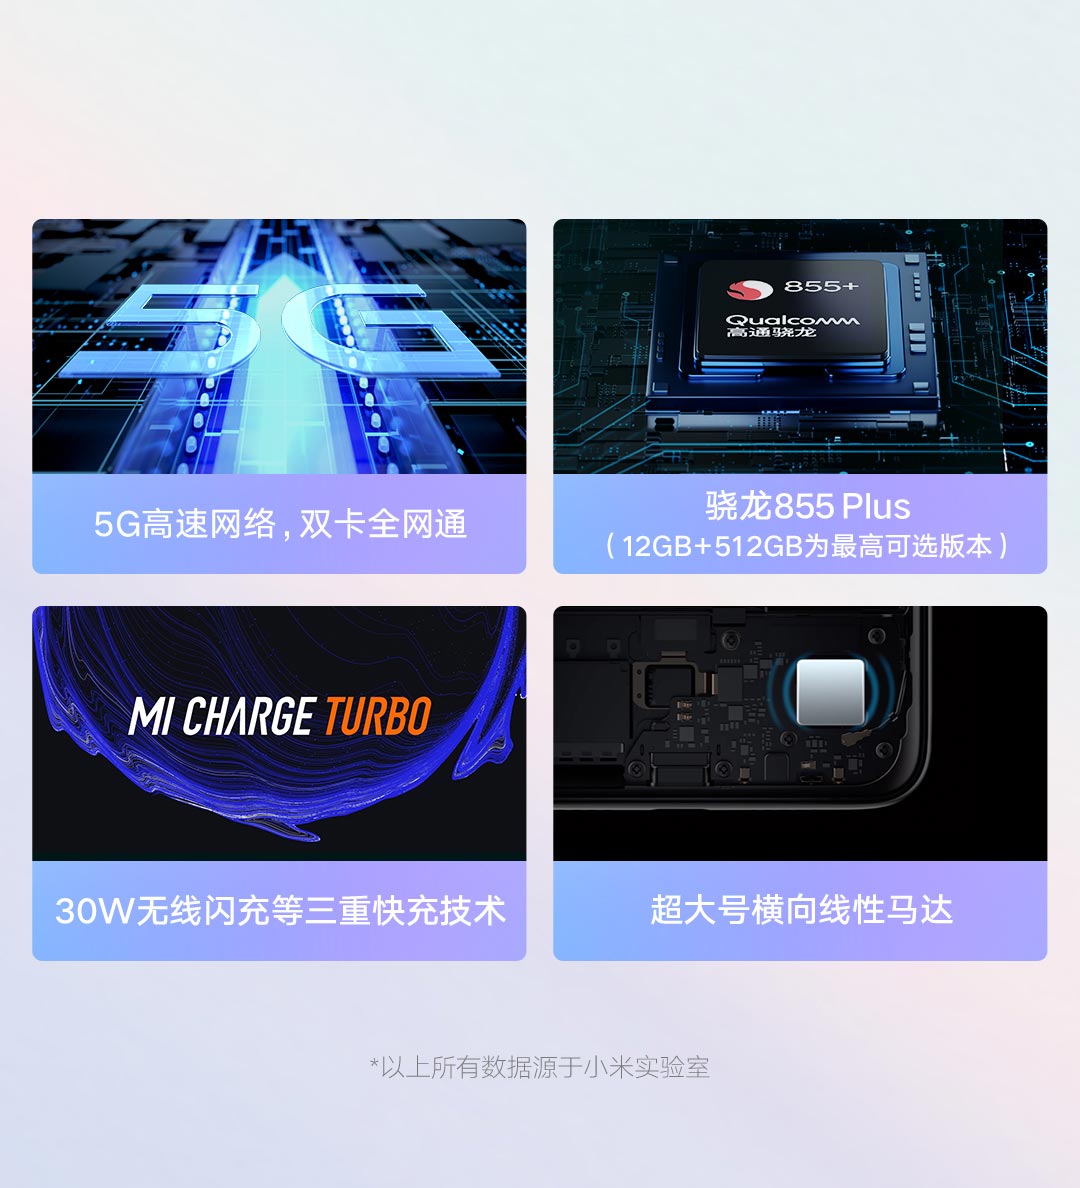 5G
855+
Qualcomm
高通骁龙
5G高速网络，双卡全网通
骁龙855 Plus
（12GB+512GB为最高可选版本）
MI CHARGE TURBO
30W无线闪充等三重快充技术
超大号横向线性马达
*以上所有数据源于小米实验室